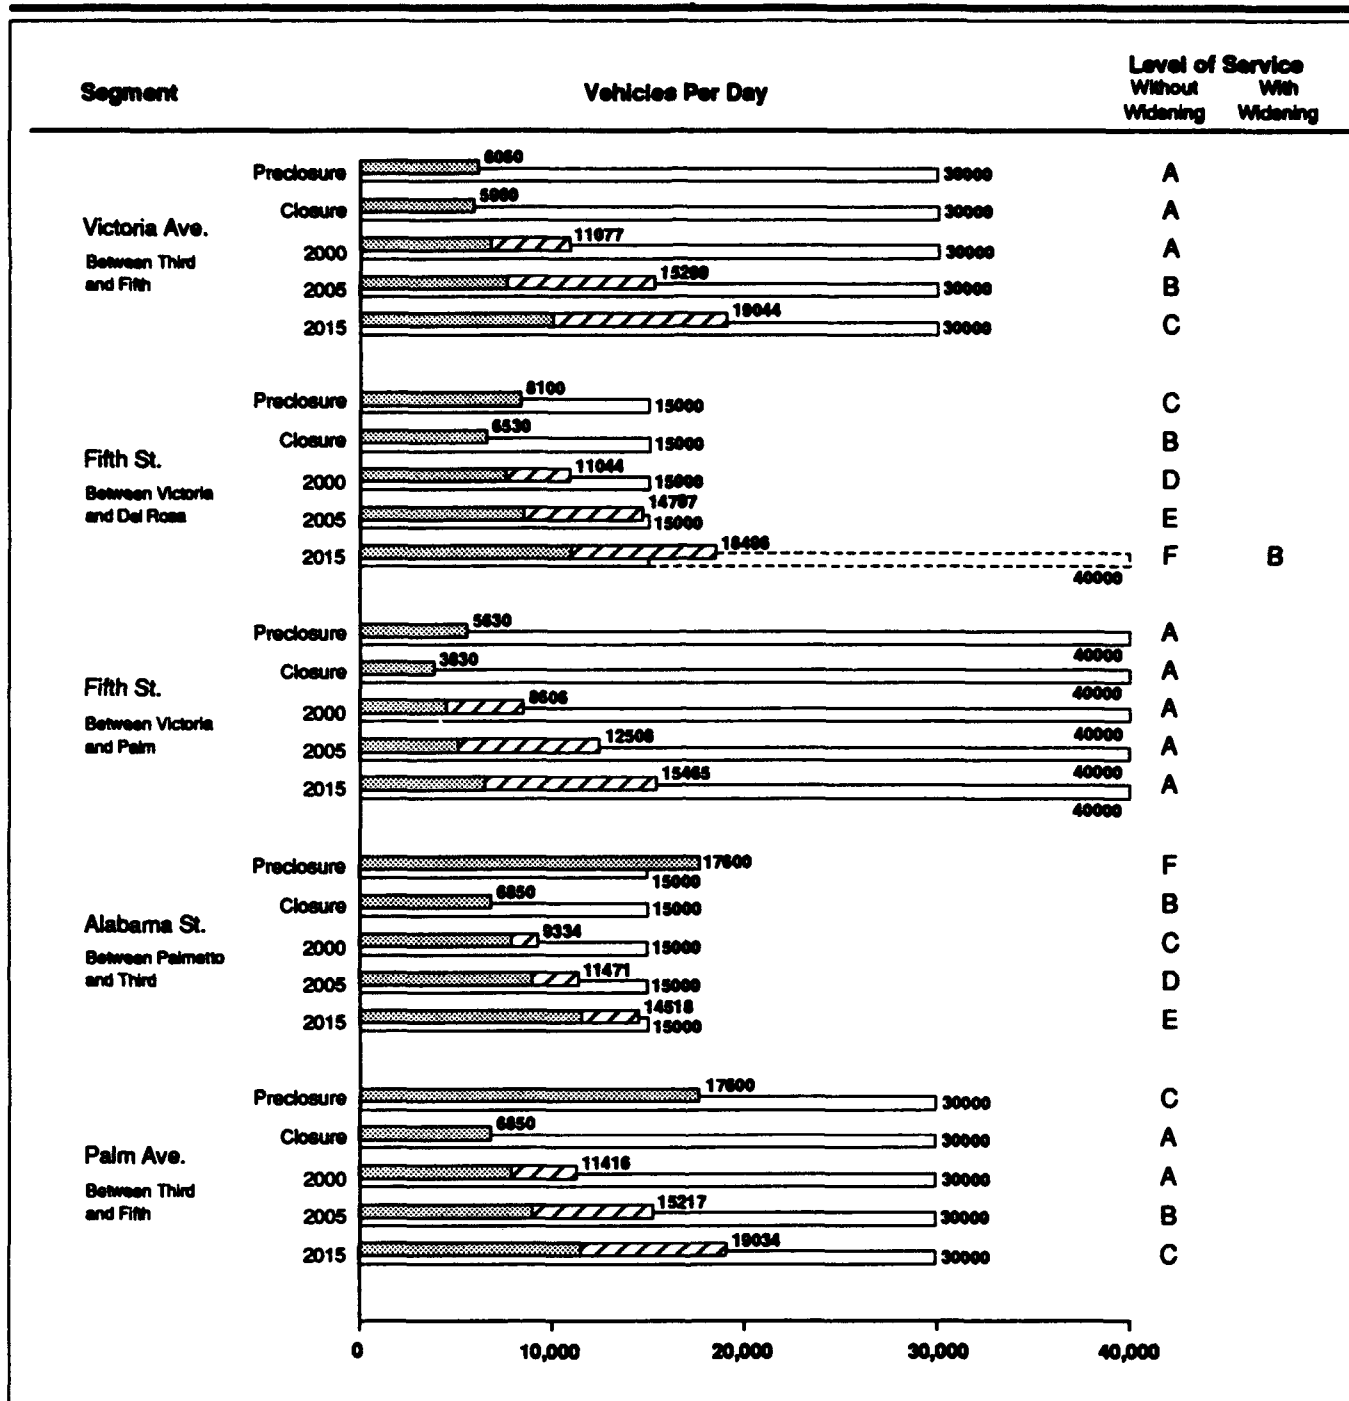 Level of Service
Segment Vehicles Per Day Without Widening With Widening
Preclosure 6060 30000 A
Closure 30000 A
Victoria Ave.
Between Third
and Fifth
2000 11077 30000 A
2005 30000 B
2015 19044 30000 C
Preclosure 8100 15000 C
Closure 6530 15000 B
Fifth St.
Between Victoria
and Del Rosa
2000 11044 15000 D
2005 14797 15000 E
2015 40000 F B
Preclosure 5630 40000 A
Closure 3830 40000 A
Fifth St.
Between Victoria
and Palm
2000 8606 40000 A
2005 12508 40000 A
2015 15465 40000 A
Preclosure 17600 15000 F
Closure 6850 15000 B
Alabama St.
Between Palmetto
and Third
2000 9334 15000 C
2005 11471 15000 D
2015 14518 15000 E
Preclosure 17600 30000 C
Closure 6850 30000 A
Palm Ave.
Between Third
and Fifth
2000 11416 30000 A
2005 15217 30000 B
2015 19034 30000 C
0 10,000 20,000 30,000 40,000